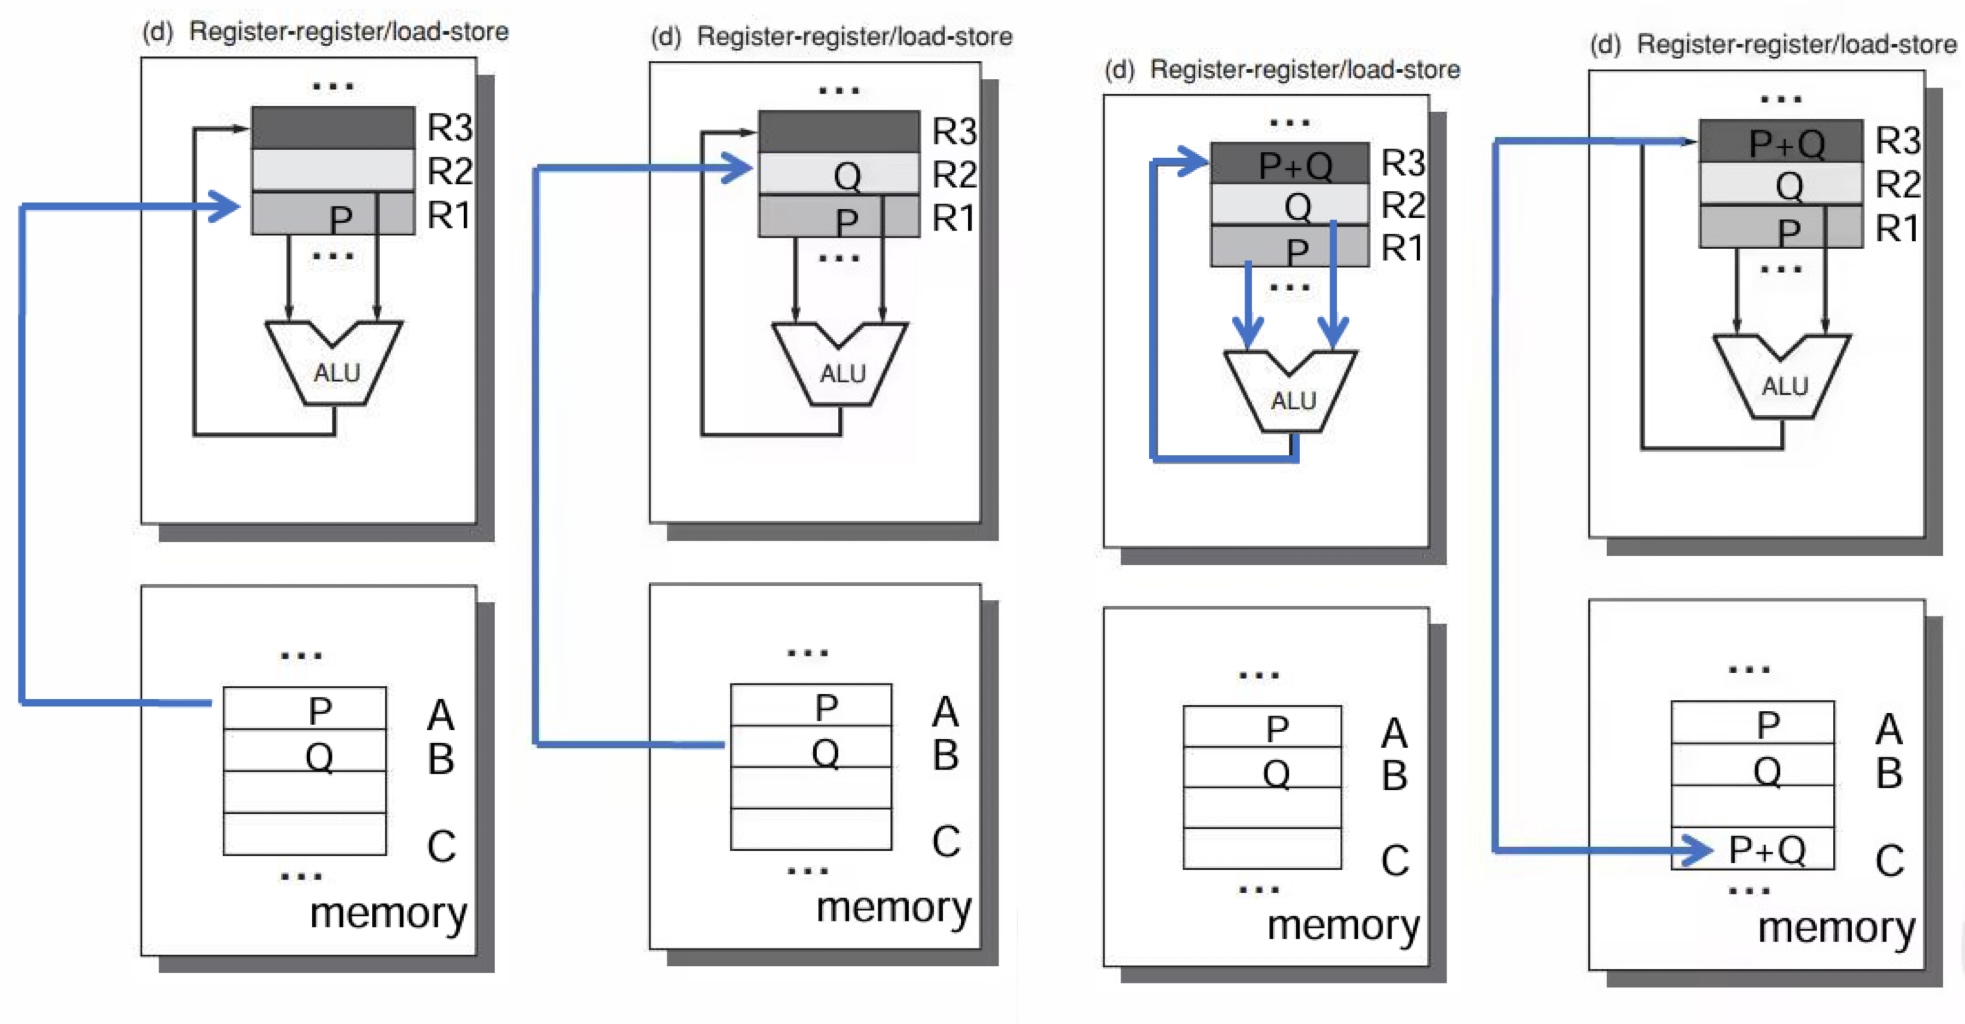 (d) Register-register/load-store
...
R3
R2
P R1
...
ALU
...
P A
Q B
C
...
memory
(d) Register-register/load-store
...
R3
Q R2
P R1
...
ALU
...
P A
Q B
C
...
memory
(d) Register-register/load-store
...
P+Q R3
Q R2
P R1
...
ALU
...
P A
Q B
C
...
memory
(d) Register-register/load-store
...
P+Q R3
Q R2
P R1
...
ALU
...
P A
Q B
P+Q C
...
memory